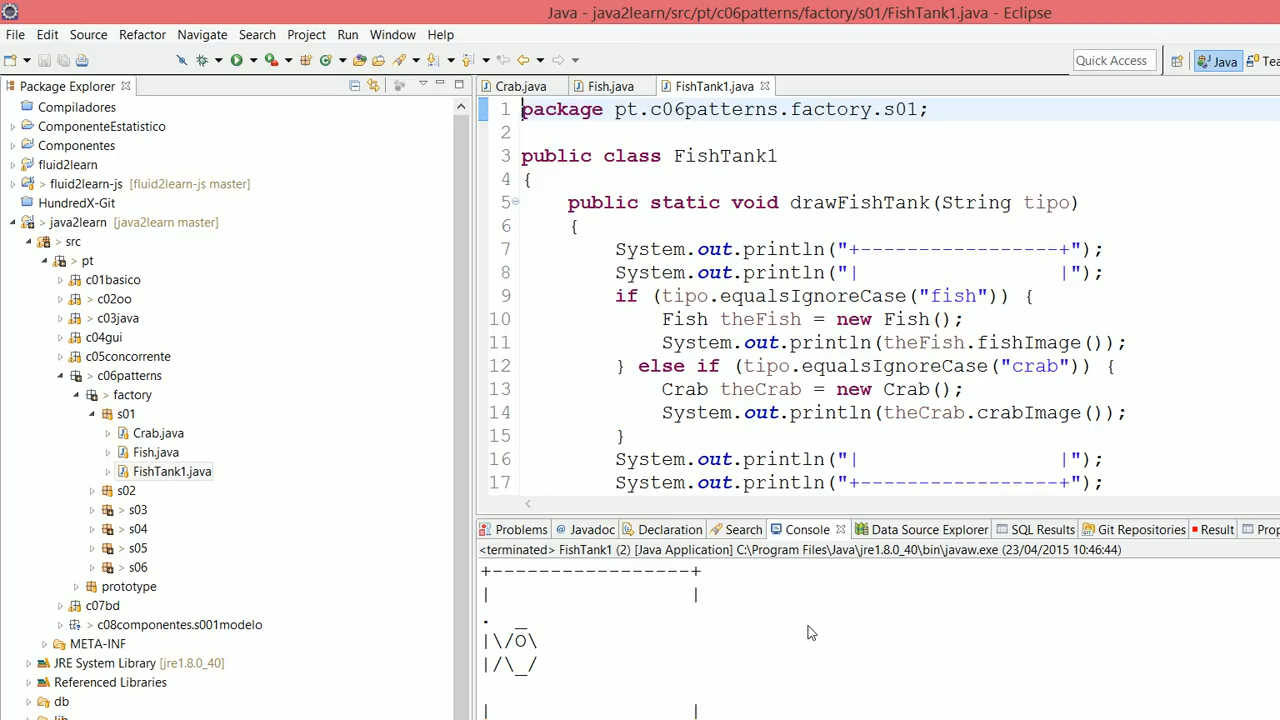 Java - java2learn/src/pt/c06patterns/factory/s01/FishTank1.java - Eclipse
File Edit Source Refactor Navigate Search Project Run Window Help
Quick Access
Java
Tea
Package Explorer
Compiladores
ComponenteEstatistico
Componentes
fluid2learn
> fluid2learn-js [fluid2learn-js master]
HundredX-Git
> java2learn [java2learn master]
> src
> pt
c01basico
> c02oo
> c03java
c04gui
c05concorrente
> c06patterns
> factory
s01
Crab.java
Fish.java
FishTank1.java
s02
> s03
> s04
> s05
> s06
prototype
c07bd
> c08componentes.s001modelo
META-INF
JRE System Library [jre1.8.0_40]
Referenced Libraries
db
lib
Crab.java Fish.java FishTank1.java
1 package pt.c06patterns.factory.s01;
2
3 public class FishTank1
4 {
5 public static void drawFishTank(String tipo)
6 {
7 System.out.println("+-----------------+");
8 System.out.println("|                 |");
9 if (tipo.equalsIgnoreCase("fish")) {
10 Fish theFish = new Fish();
11 System.out.println(theFish.fishImage());
12 } else if (tipo.equalsIgnoreCase("crab")) {
13 Crab theCrab = new Crab();
14 System.out.println(theCrab.crabImage());
15 }
16 System.out.println("|                 |");
17 System.out.println("+-----------------+");
Problems Javadoc Declaration Search Console Data Source Explorer SQL Results Git Repositories Result Prop
<terminated> FishTank1 (2) [Java Application] C:\Program Files\Java\jre1.8.0_40\bin\javaw.exe (23/04/2015 10:46:44)
+-----------------+
|                 |
.  _
|\/O\
|/\_/
|                 |